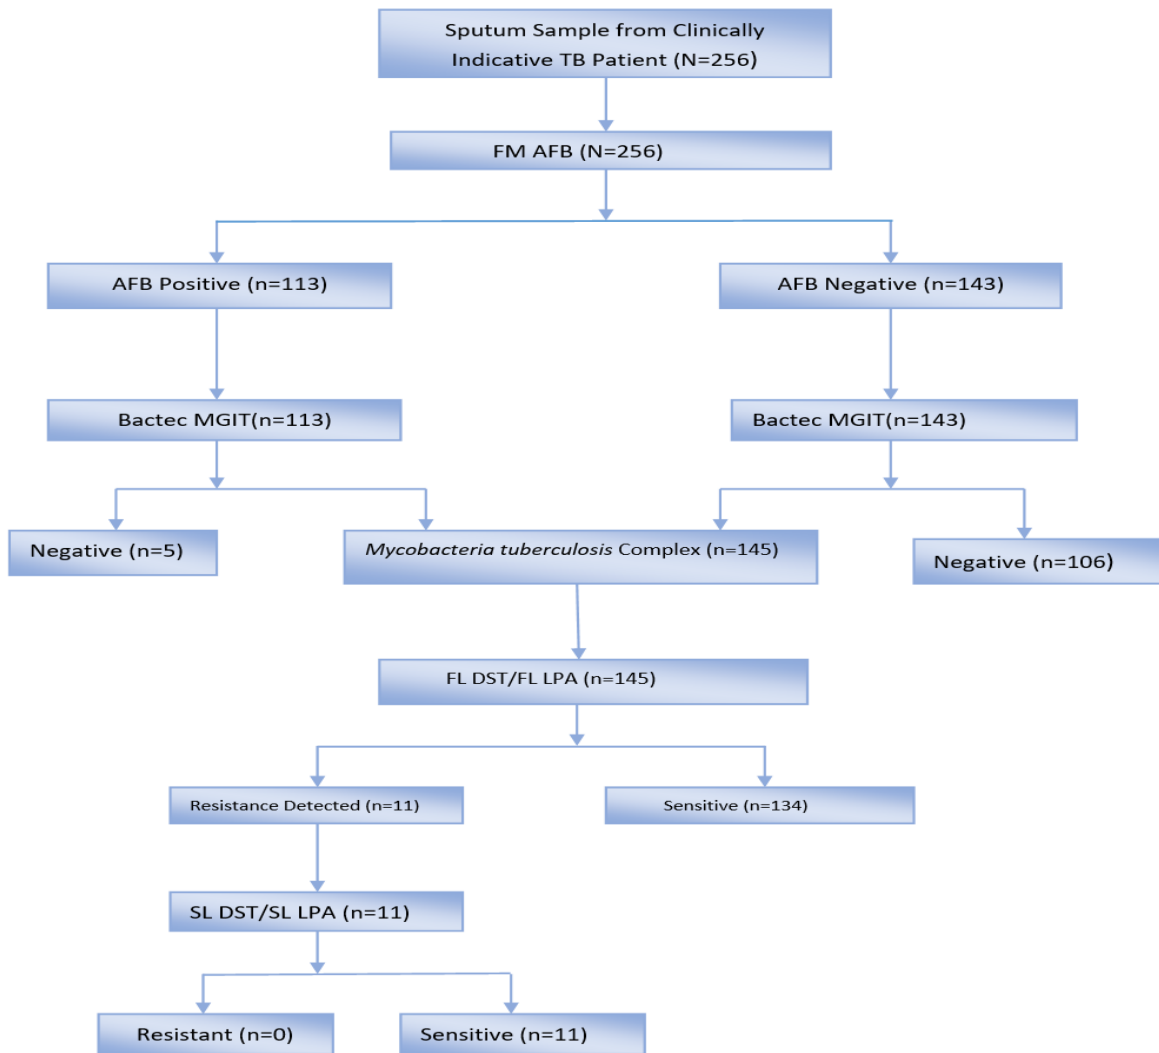 Sputum Sample from Clinically
Indicative TB Patient (N=256)
FM AFB (N=256)
AFB Positive (n=113)
AFB Negative (n=143)
Bactec MGIT(n=113)
Bactec MGIT(n=143)
Negative (n=5)
Mycobacteria tuberculosis Complex (n=145)
Negative (n=106)
FL DST/FL LPA (n=145)
Resistance Detected (n=11)
Sensitive (n=134)
SL DST/SL LPA (n=11)
Resistant (n=0)
Sensitive (n=11)